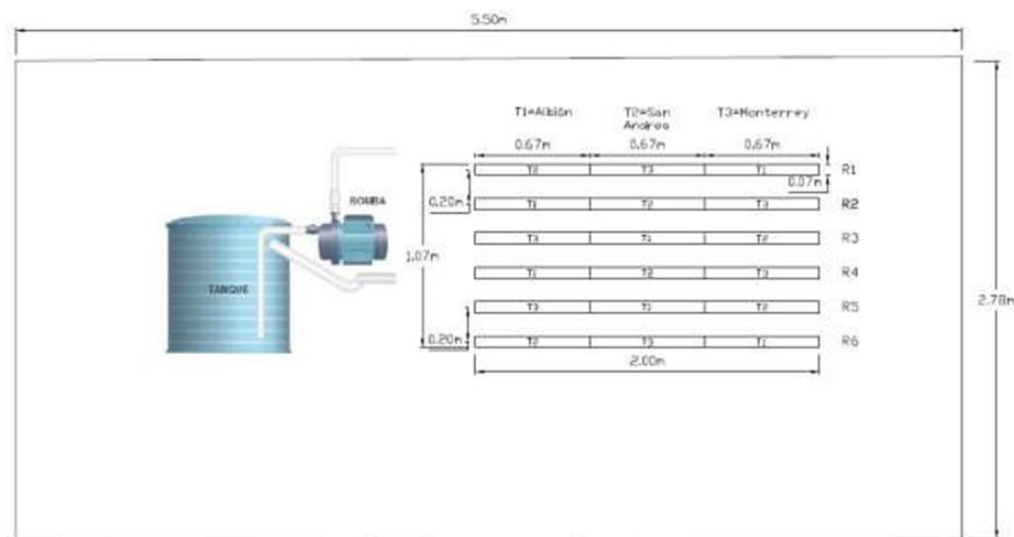 5.50m
T1=Albión T2=San Andres T3=Monterrey
0.67m 0.67m 0.67m
T2 T3 T1 R1
0.07m
BOMBA 0.20m T1 T2 T3 R2
T3 T1 T2 R3
1.07m
TANQUE T1 T2 T3 R4
2.78m
T3 T1 T2 R5
0.20m T2 T3 T1 R6
2.00m